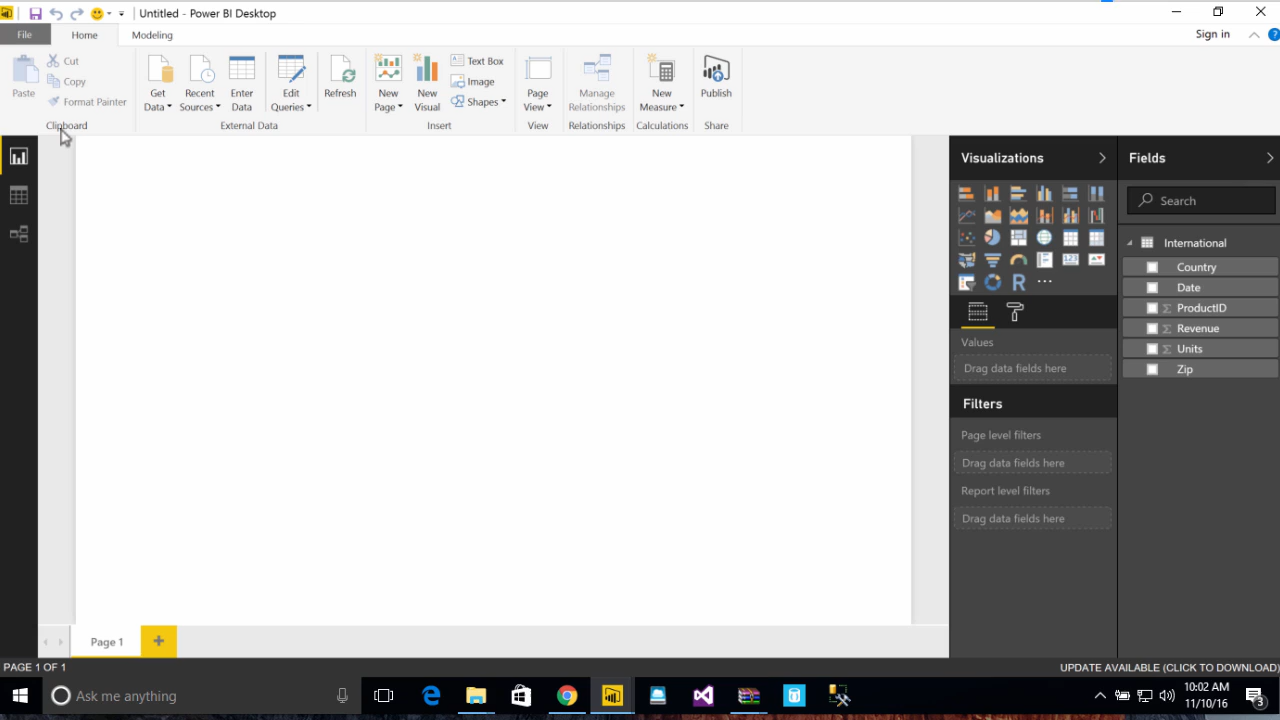 Untitled - Power BI Desktop
File
Home
Modeling
Sign in
?
Paste
Cut
Copy
Format Painter
Clipboard
Get Data
Recent Sources
Enter Data
Edit Queries
Refresh
External Data
New Page
New Visual
Text Box
Image
Shapes
Insert
Page View
View
Manage Relationships
Relationships
New Measure
Calculations
Publish
Share
Visualizations
R
123
Values
Drag data fields here
Filters
Page level filters
Drag data fields here
Report level filters
Drag data fields here
Fields
Search
International
Country
Date
Σ ProductID
Σ Revenue
Σ Units
Zip
Page 1
PAGE 1 OF 1
UPDATE AVAILABLE (CLICK TO DOWNLOAD)
Ask me anything
10:02 AM
11/10/16
3